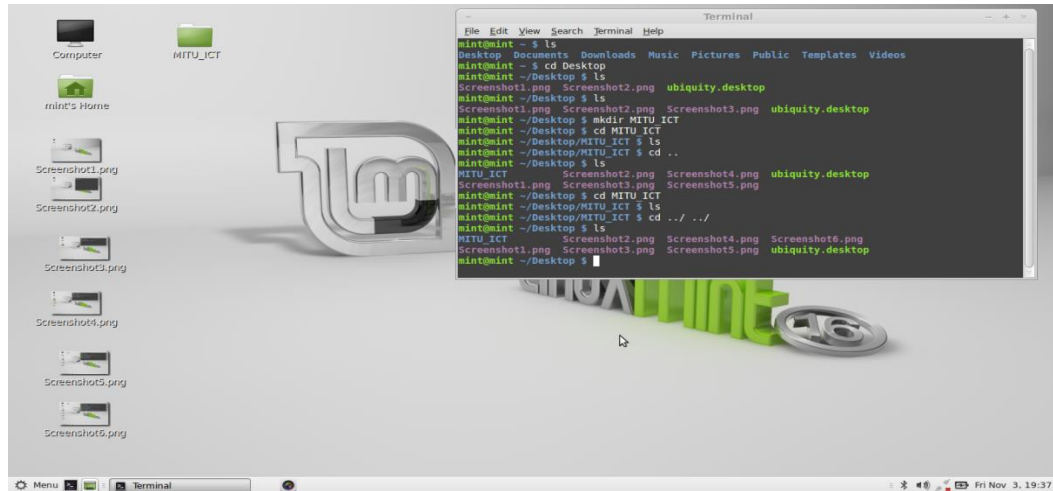 Computer
MITU_ICT
mint's Home
Screenshot1.png
Screenshot2.png
Screenshot3.png
Screenshot4.png
Screenshot5.png
Screenshot6.png
Terminal
File Edit View Search Terminal Help
mint@mint ~ $ ls
Desktop Documents Downloads Music Pictures Public Templates Videos
mint@mint ~ $ cd Desktop
mint@mint ~/Desktop $ ls
Screenshot1.png Screenshot2.png ubiquity.desktop
mint@mint ~/Desktop $ ls
Screenshot1.png Screenshot2.png Screenshot3.png ubiquity.desktop
mint@mint ~/Desktop $ mkdir MITU_ICT
mint@mint ~/Desktop $ cd MITU_ICT
mint@mint ~/Desktop/MITU_ICT $ ls
mint@mint ~/Desktop/MITU_ICT $ cd ..
mint@mint ~/Desktop $ ls
MITU_ICT Screenshot2.png Screenshot4.png ubiquity.desktop
Screenshot1.png Screenshot3.png Screenshot5.png
mint@mint ~/Desktop $ cd MITU_ICT
mint@mint ~/Desktop/MITU_ICT $ ls
mint@mint ~/Desktop/MITU_ICT $ cd ../ ../
mint@mint ~/Desktop $ ls
MITU_ICT Screenshot2.png Screenshot4.png Screenshot6.png
Screenshot1.png Screenshot3.png Screenshot5.png ubiquity.desktop
mint@mint ~/Desktop $
Linux Mint 16
Menu
Terminal
Fri Nov 3, 19:37